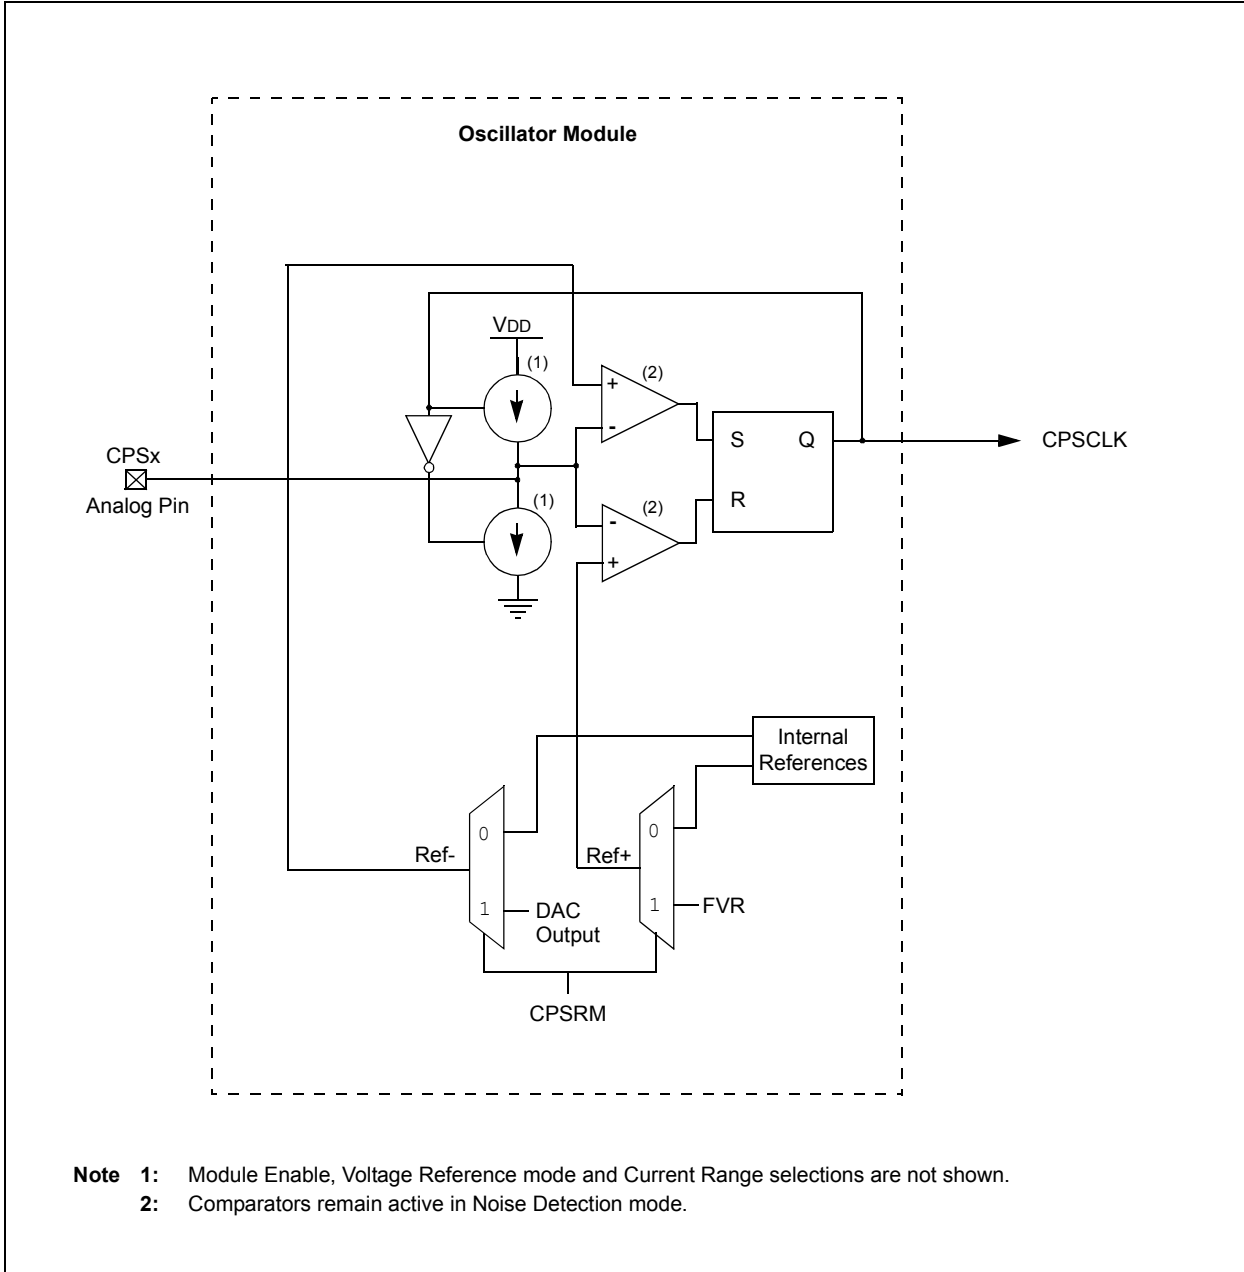 Oscillator Module
VDD
(1)
(2)
+
-
S Q
R
CPSCLK
CPSx
Analog Pin
(1)
(2)
-
+
Internal
References
0
Ref-
1
DAC
Output
0
Ref+
1
FVR
CPSRM
Note 1: Module Enable, Voltage Reference mode and Current Range selections are not shown.
2: Comparators remain active in Noise Detection mode.